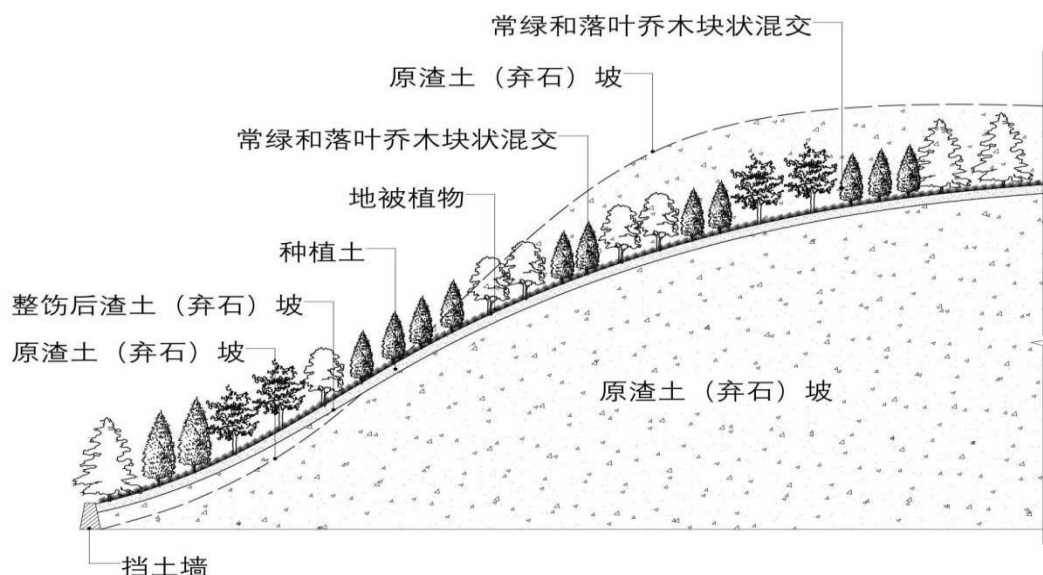 常绿和落叶乔木块状混交
原渣土（弃石）坡
常绿和落叶乔木块状混交
地被植物
种植土
整饬后渣土（弃石）坡
原渣土（弃石）坡
原渣土（弃石）坡
挡土墙